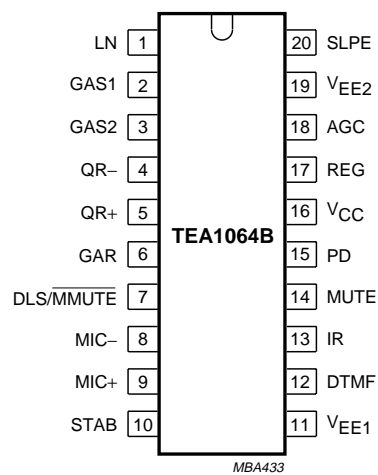 LN 1 20 SLPE
GAS1 2 19 VEE2
GAS2 3 18 AGC
QR− 4 17 REG
QR+ 5 16 VCC
TEA1064B
GAR 6 15 PD
DLS/MMUTE 7 14 MUTE
MIC− 8 13 IR
MIC+ 9 12 DTMF
STAB 10 11 VEE1
MBA433